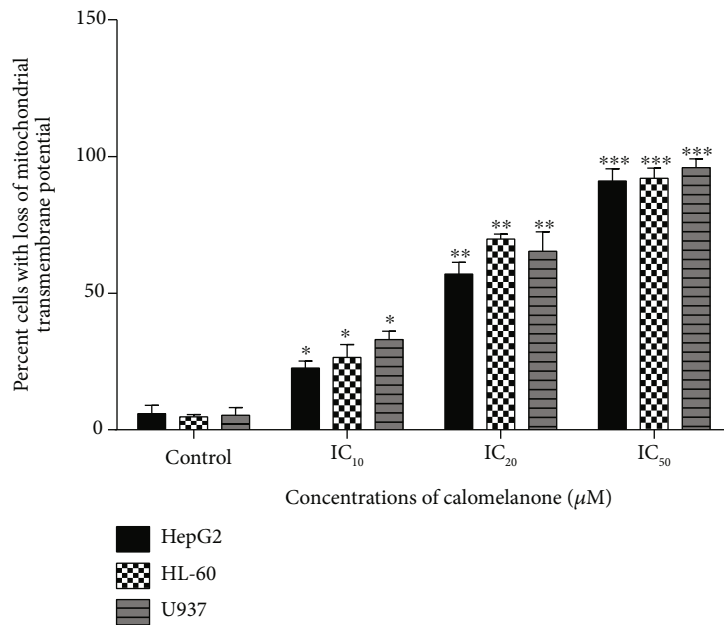 150
100
50
0
Percent cells with loss of mitochondrial
transmembrane potential
* * *
** ** **
*** *** ***
Control IC10 IC20 IC50
Concentrations of calomelanone (μM)
HepG2
HL-60
U937